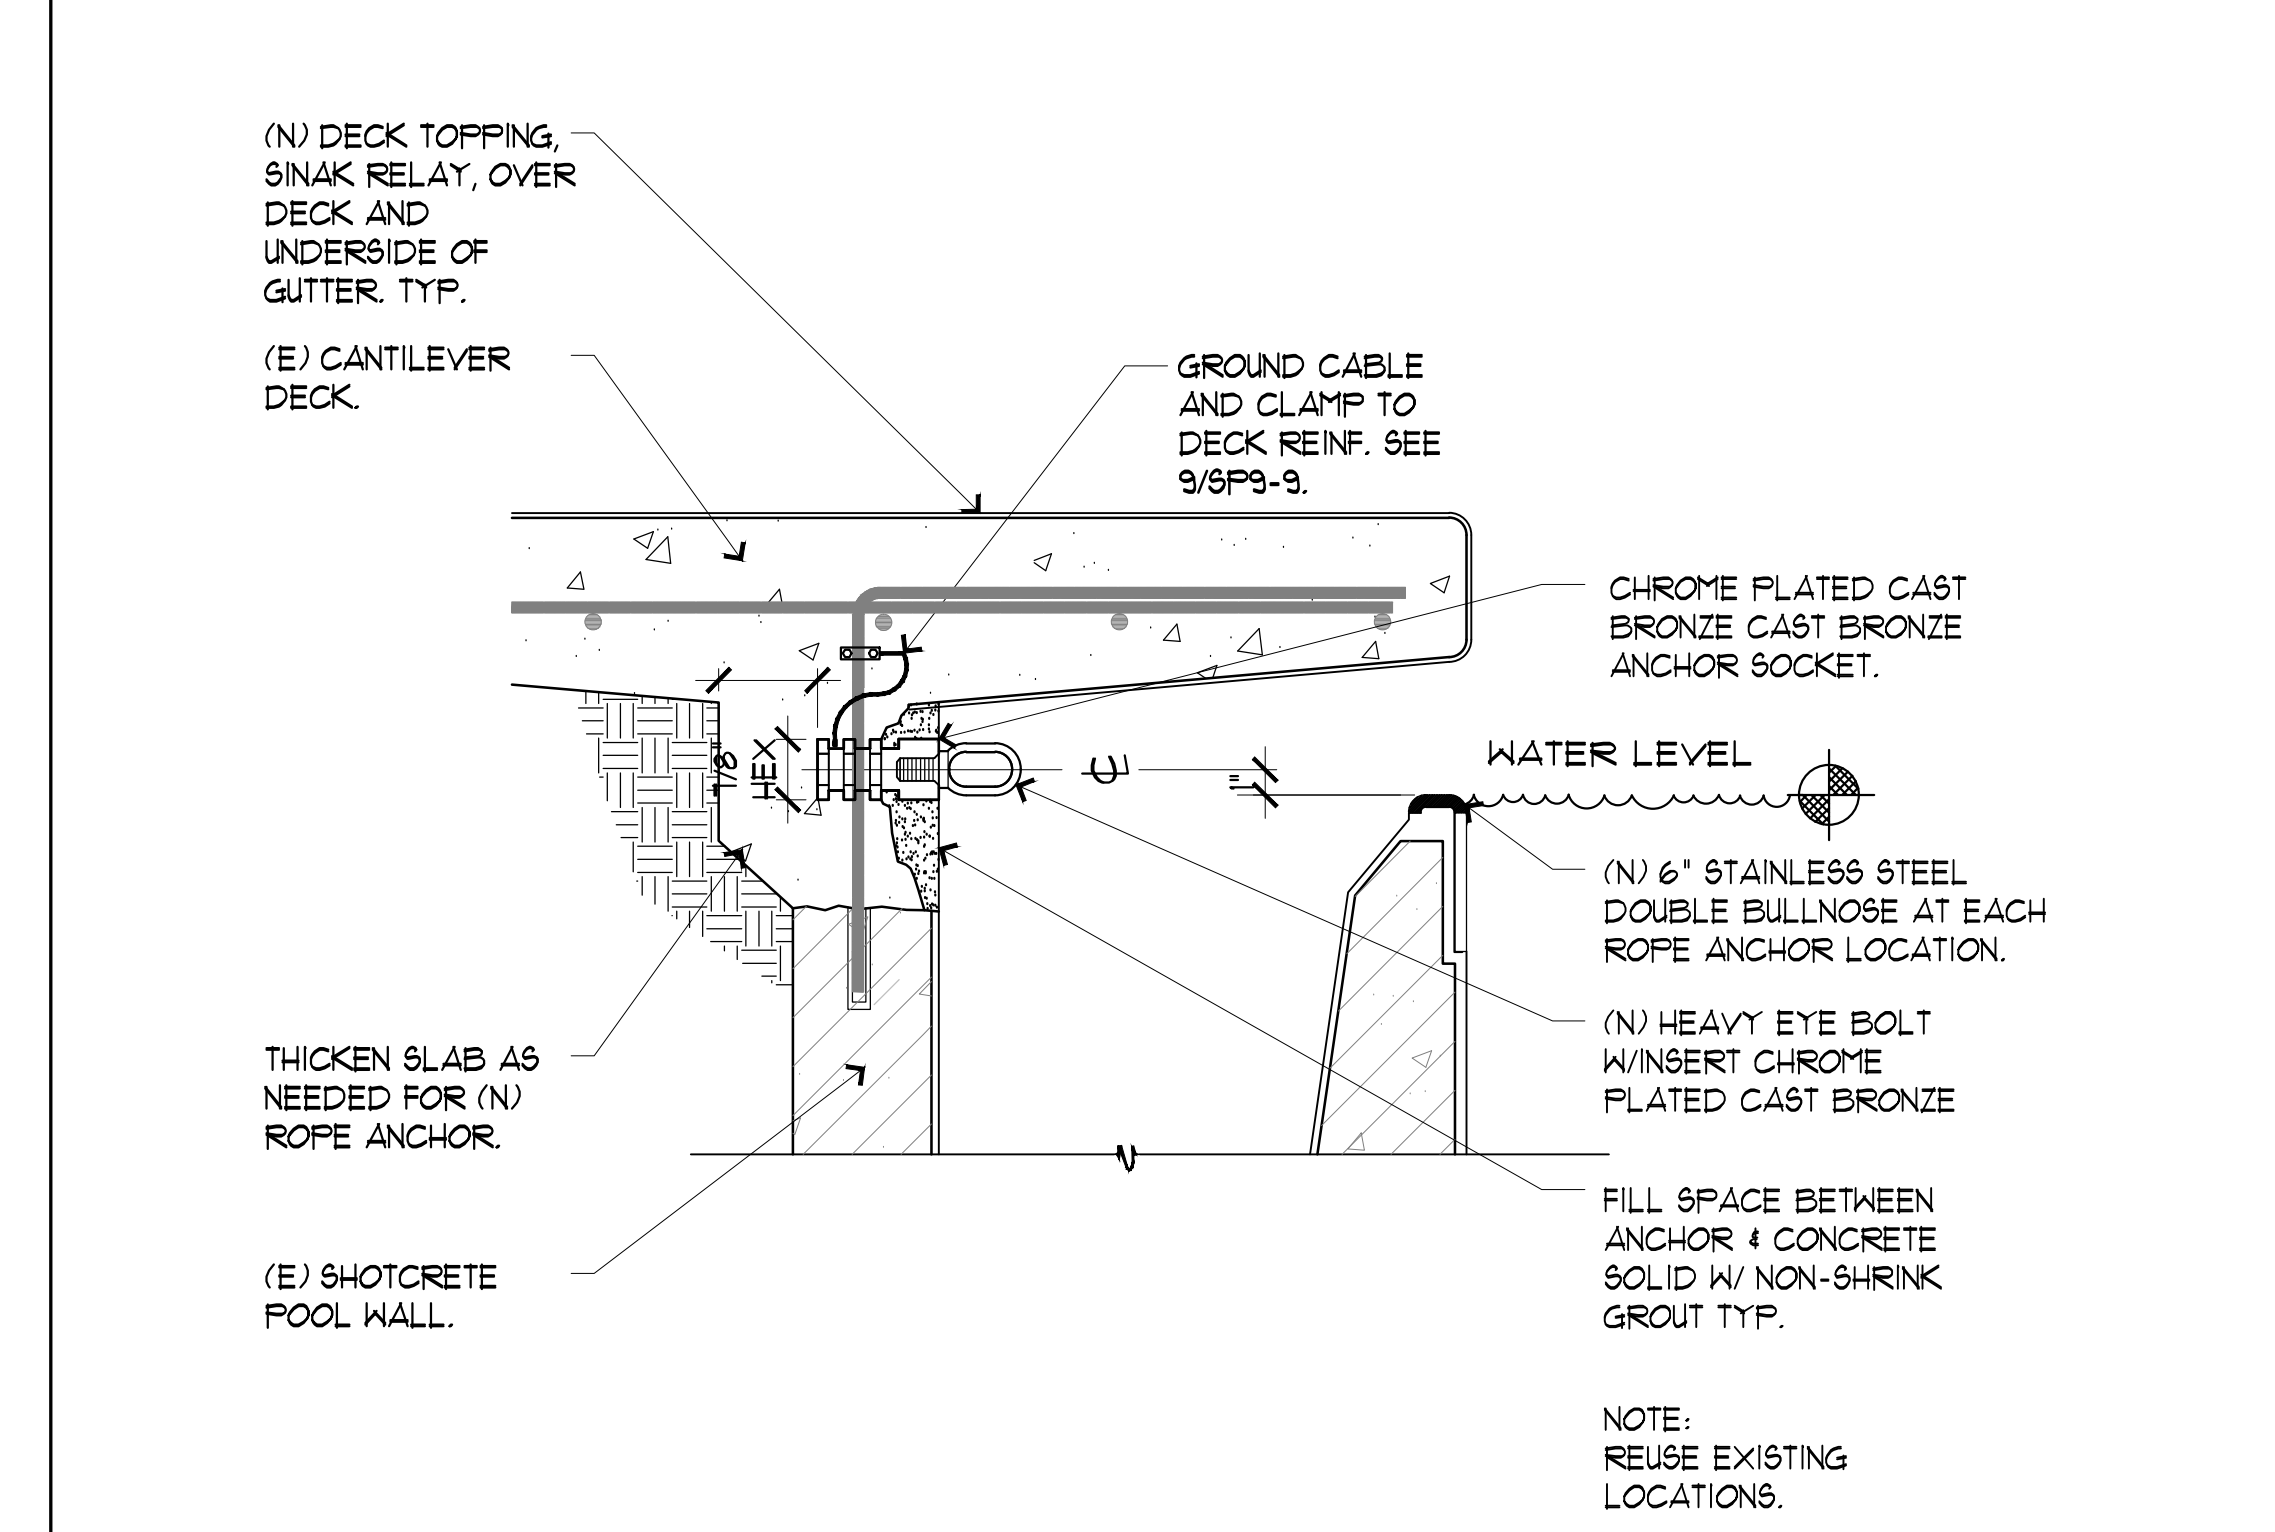 (N) DECK TOPPING,
SINAK RELAY, OVER
DECK AND
UNDERSIDE OF
GUTTER. TYP.
(E) CANTILEVER
DECK.
GROUND CABLE
AND CLAMP TO
DECK REINF. SEE
9/SP9-9.
CHROME PLATED CAST
BRONZE CAST BRONZE
ANCHOR SOCKET.
WATER LEVEL
HEX
1"
(N) 6" STAINLESS STEEL
DOUBLE BULLNOSE AT EACH
ROPE ANCHOR LOCATION.
(N) HEAVY EYE BOLT
W/INSERT CHROME
PLATED CAST BRONZE
THICKEN SLAB AS
NEEDED FOR (N)
ROPE ANCHOR.
FILL SPACE BETWEEN
ANCHOR & CONCRETE
SOLID W/ NON-SHRINK
GROUT TYP.
(E) SHOTCRETE
POOL WALL.
NOTE:
REUSE EXISTING
LOCATIONS.